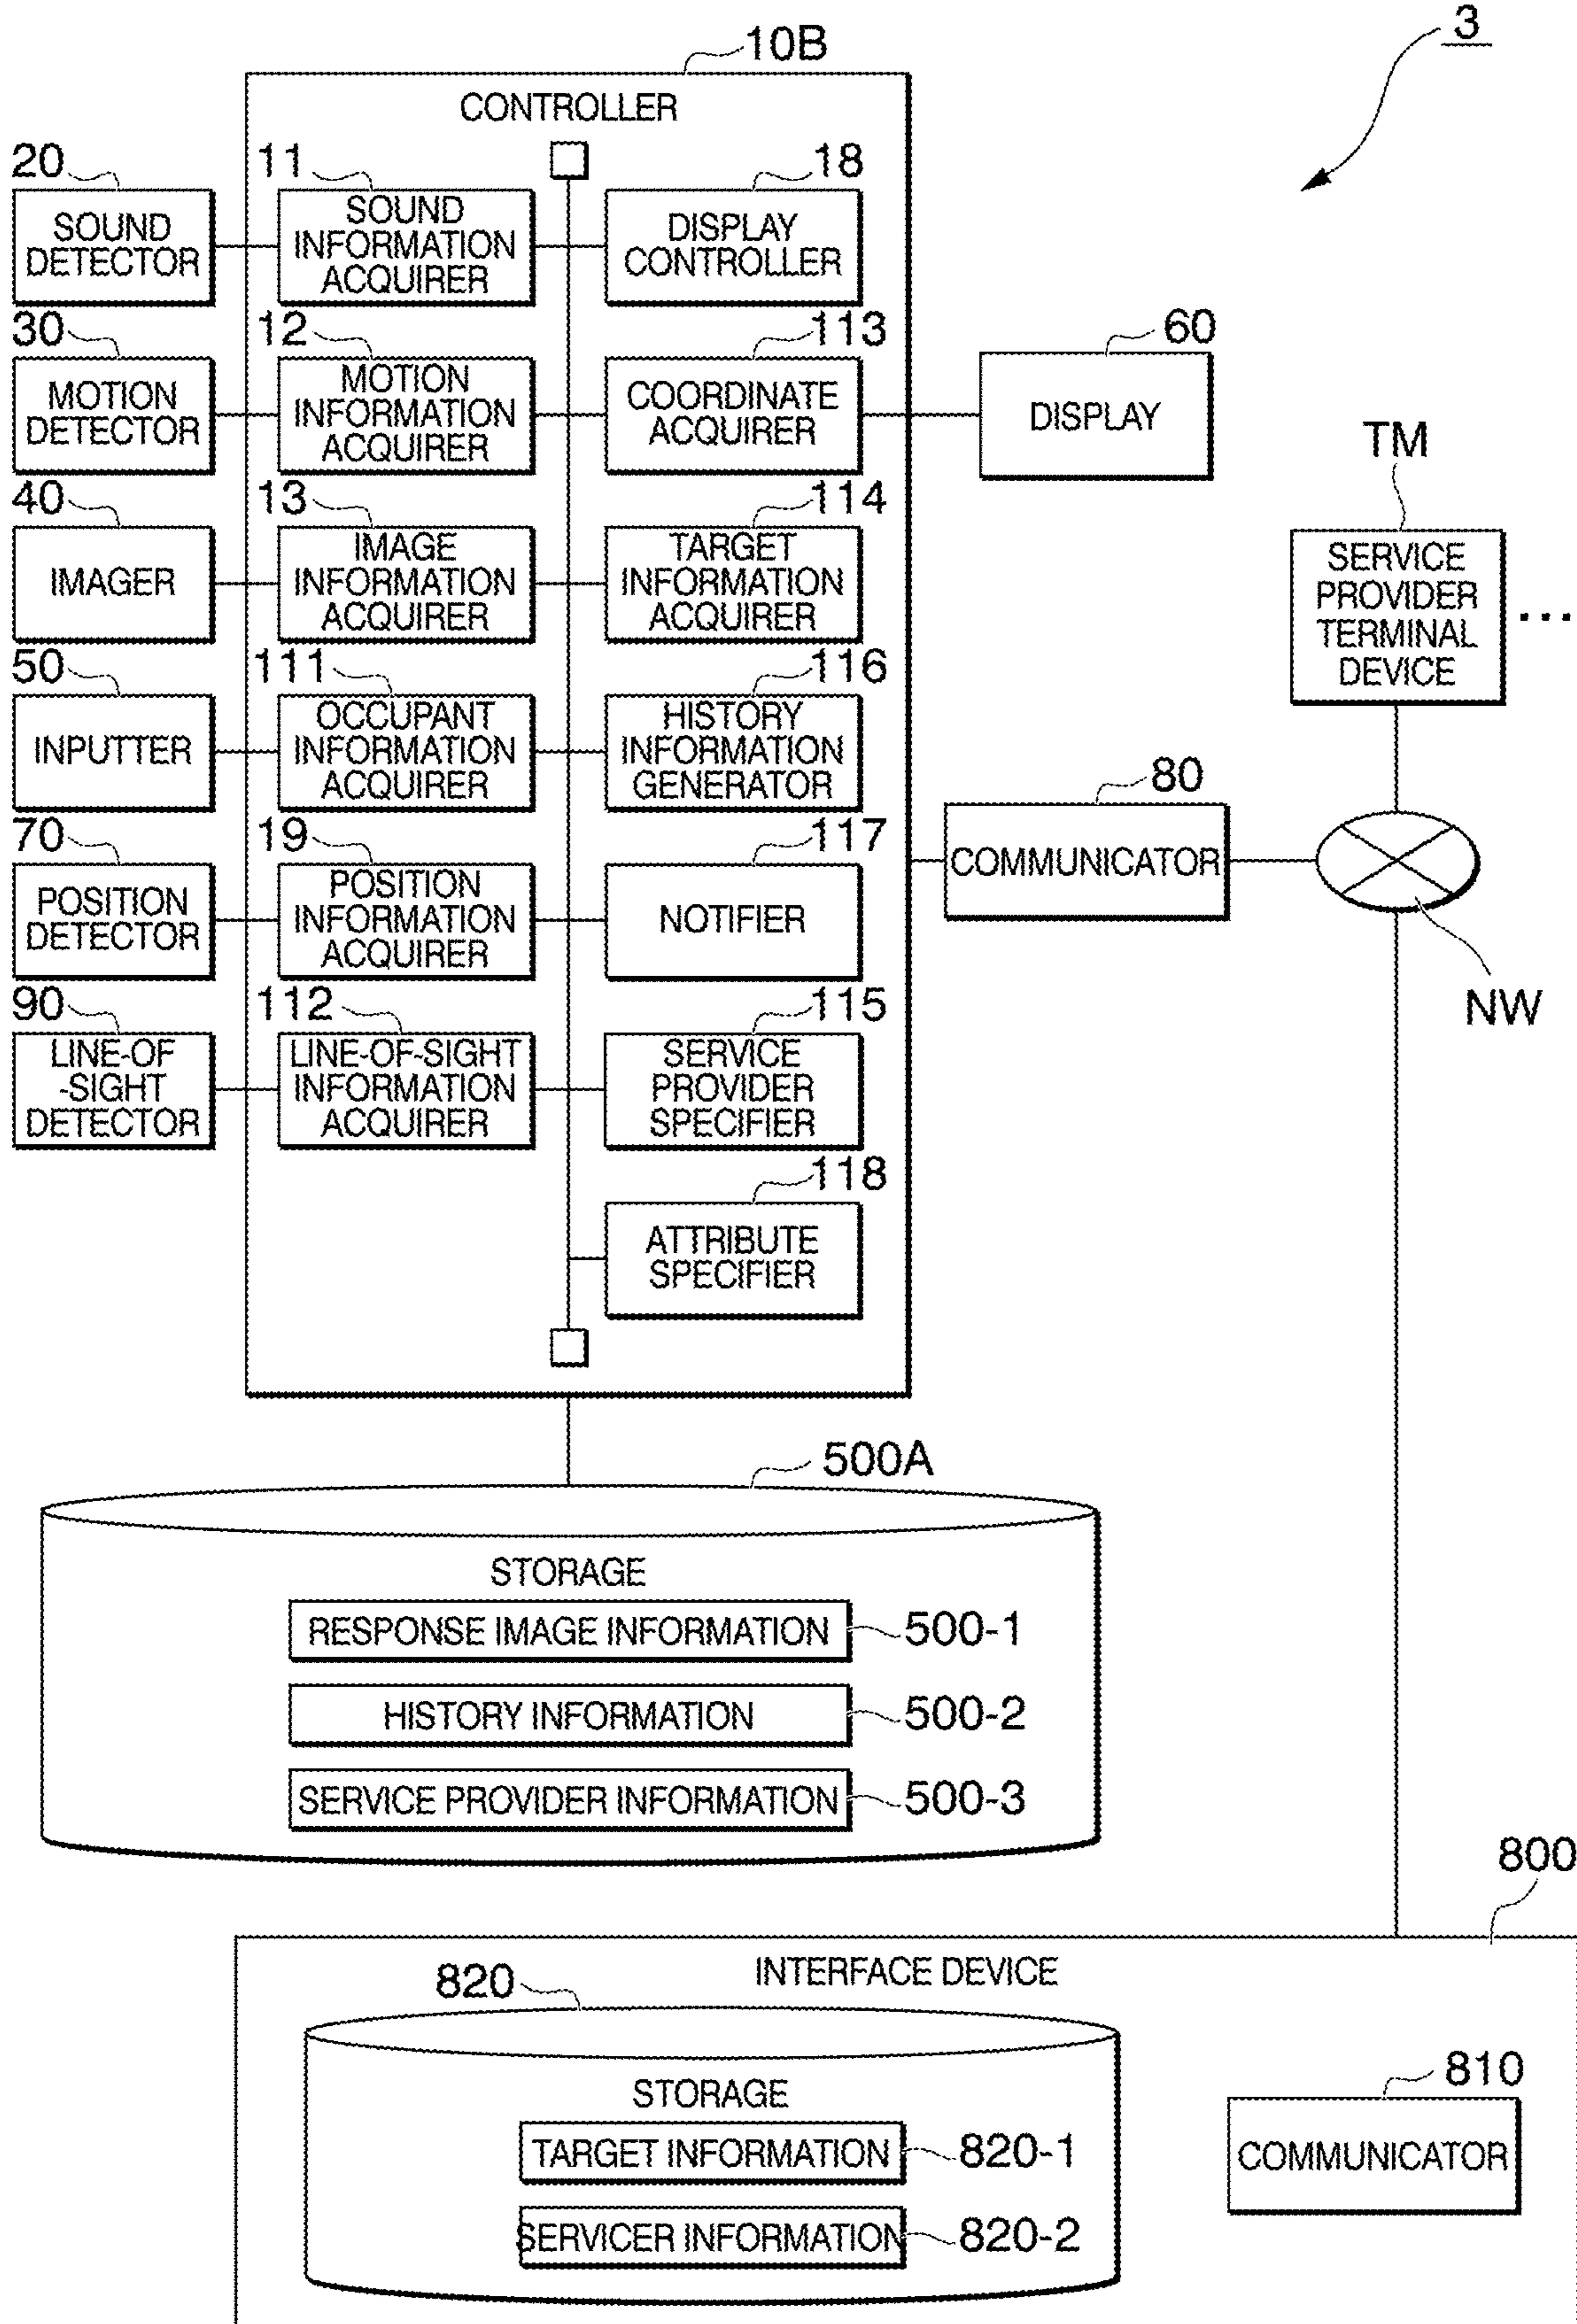 3
10B
CONTROLLER
20
SOUND
DETECTOR
11
SOUND
INFORMATION
ACQUIRER
18
DISPLAY
CONTROLLER
30
MOTION
DETECTOR
12
MOTION
INFORMATION
ACQUIRER
113
COORDINATE
ACQUIRER
60
DISPLAY
40
IMAGER
13
IMAGE
INFORMATION
ACQUIRER
114
TARGET
INFORMATION
ACQUIRER
TM
SERVICE
PROVIDER
TERMINAL
DEVICE
...
50
INPUTTER
111
OCCUPANT
INFORMATION
ACQUIRER
116
HISTORY
INFORMATION
GENERATOR
70
POSITION
DETECTOR
19
POSITION
INFORMATION
ACQUIRER
117
NOTIFIER
80
COMMUNICATOR
NW
90
LINE-OF
-SIGHT
DETECTOR
112
LINE-OF-SIGHT
INFORMATION
ACQUIRER
115
SERVICE
PROVIDER
SPECIFIER
118
ATTRIBUTE
SPECIFIER
500A
STORAGE
RESPONSE IMAGE INFORMATION
500-1
HISTORY INFORMATION
500-2
SERVICE PROVIDER INFORMATION
500-3
800
INTERFACE DEVICE
820
STORAGE
TARGET INFORMATION
820-1
SERVICER INFORMATION
820-2
810
COMMUNICATOR